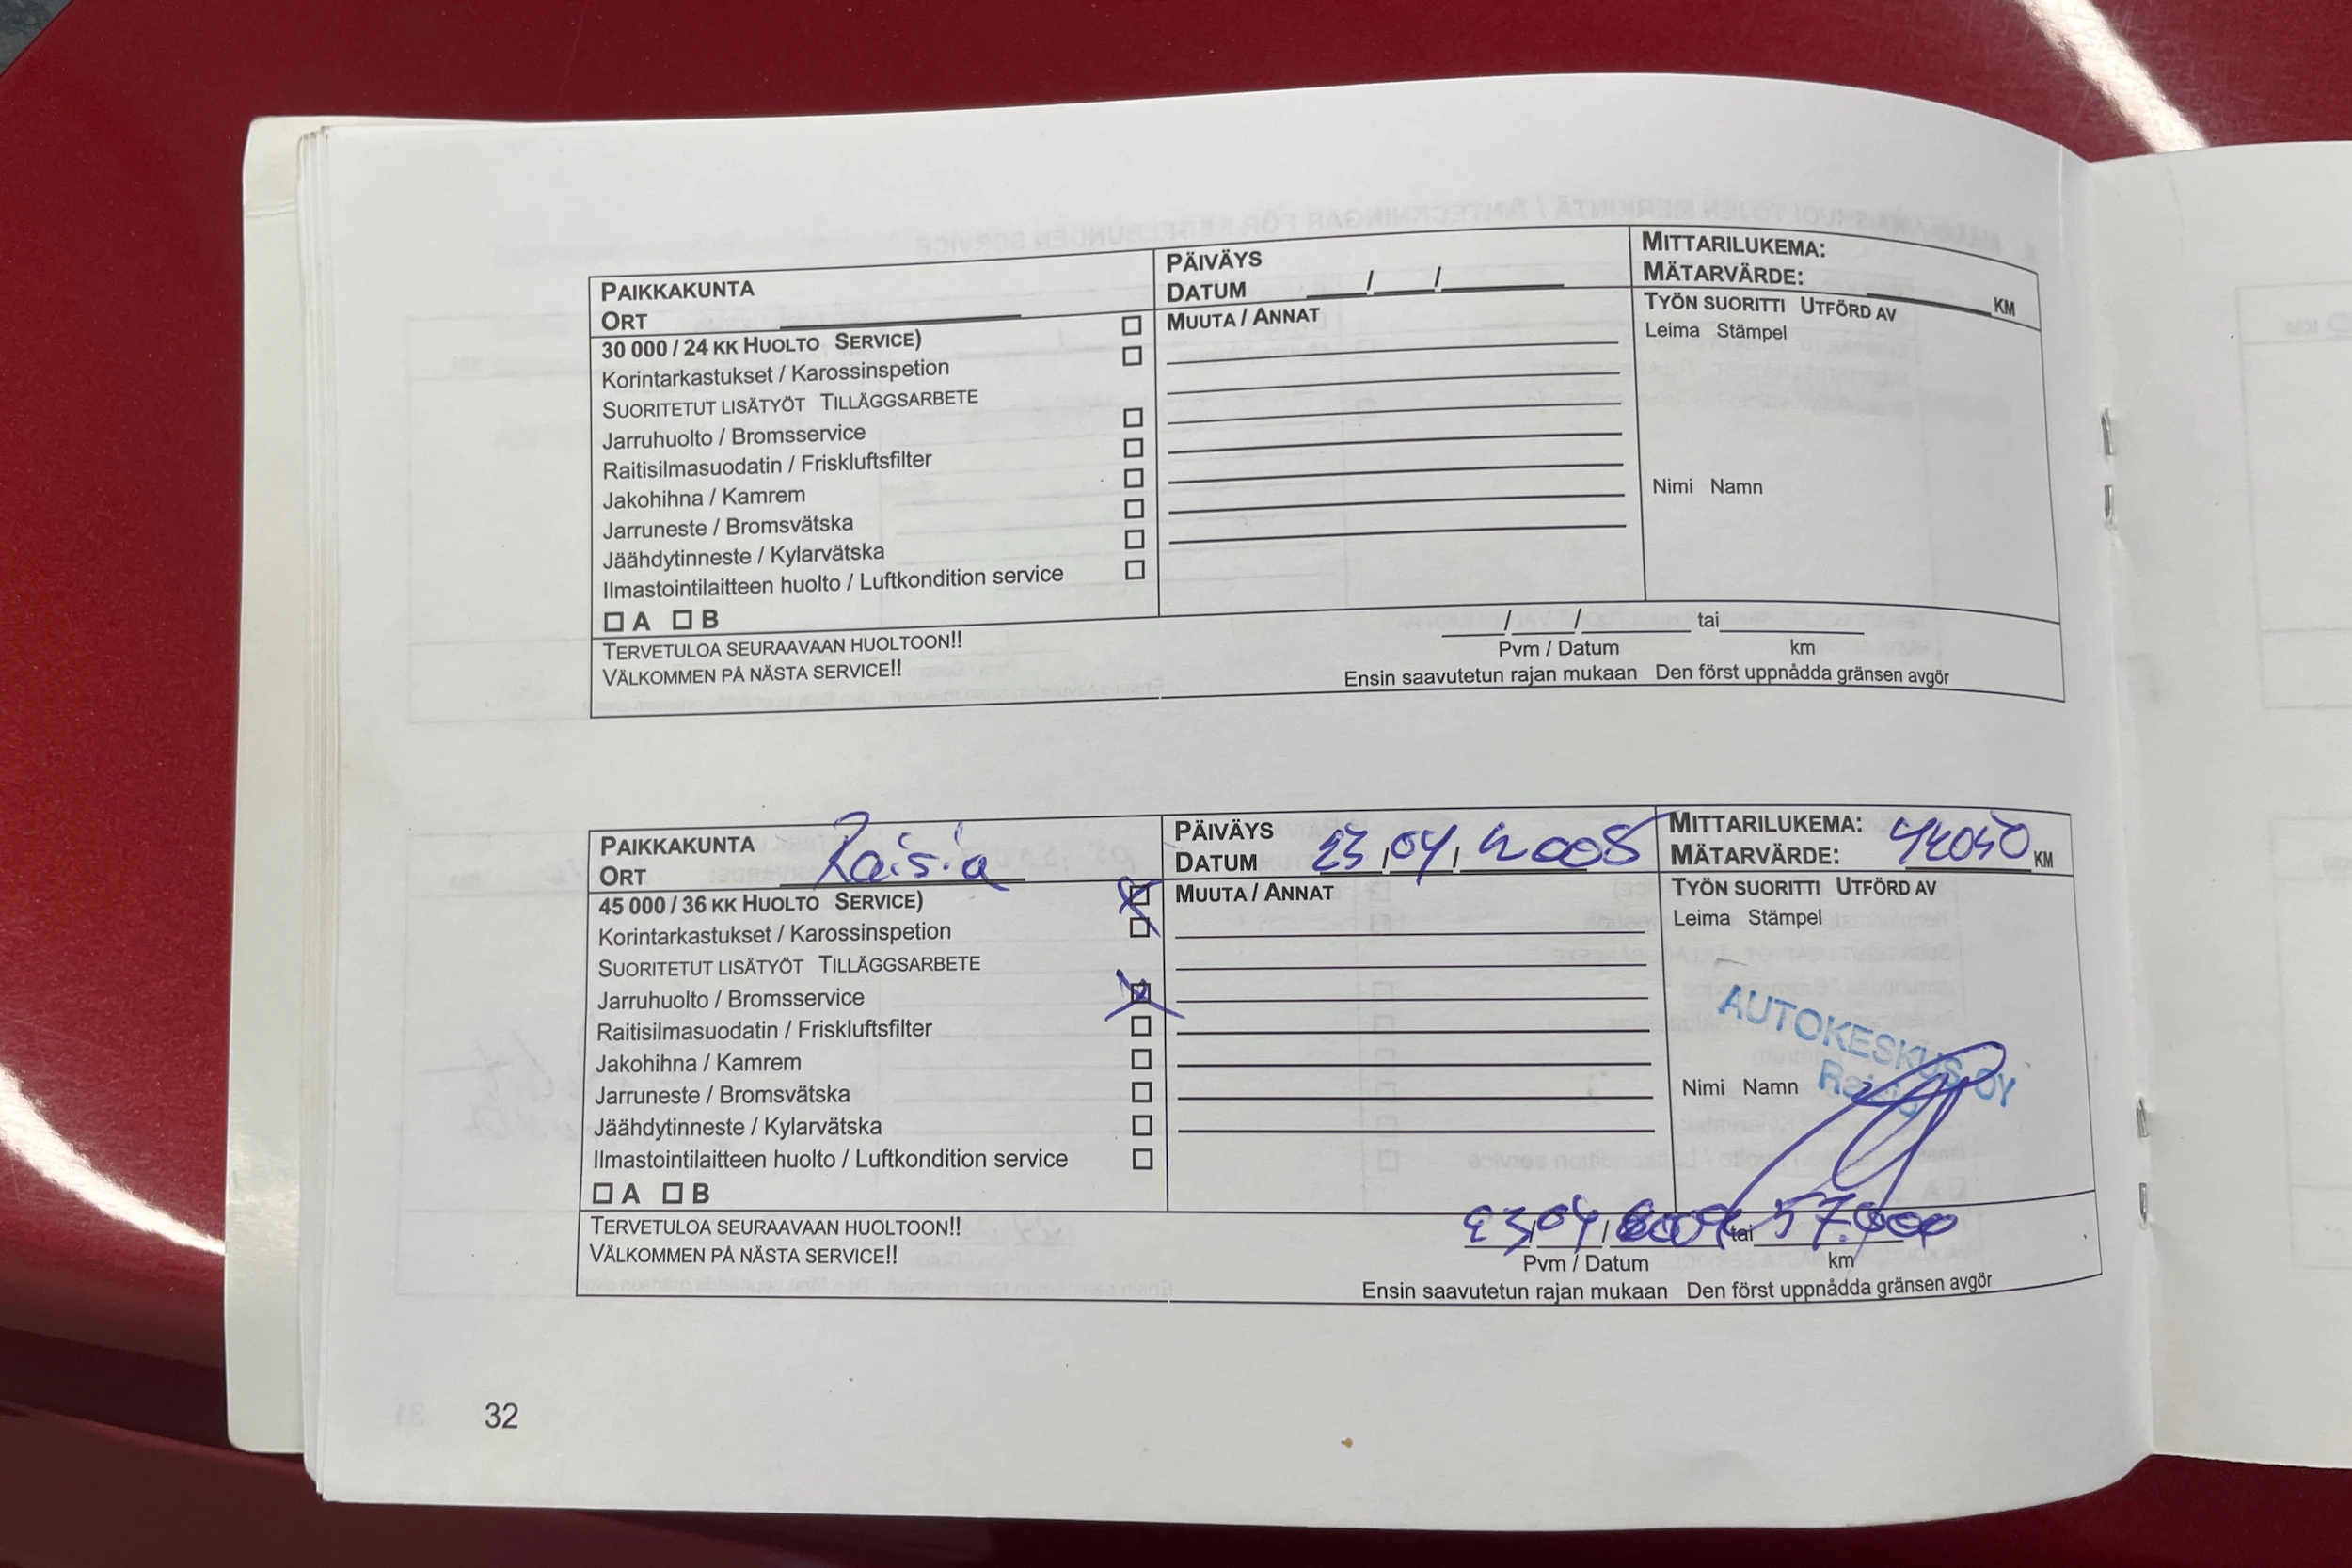 PAIKKAKUNTA
ORT
PÄIVÄYS
DATUM / /
MITTARILUKEMA:
MÄTARVÄRDE: KM
30 000 / 24 KK HUOLTO SERVICE)
Korintarkastukset / Karossinspetion
SUORITETUT LISÄTYÖT TILLÄGGSARBETE
Jarruhuolto / Bromsservice
Raitisilmasuodatin / Friskluftsfilter
Jakohihna / Kamrem
Jarruneste / Bromsvätska
Jäähdytinneste / Kylarvätska
Ilmastointilaitteen huolto / Luftkondition service
A B
MUUTA / ANNAT
TYÖN SUORITTI UTFÖRD AV
Leima Stämpel
Nimi Namn
TERVETULOA SEURAAVAAN HUOLTOON!!
VÄLKOMMEN PÅ NÄSTA SERVICE!!
/ / tai
Pvm / Datum km
Ensin saavutetun rajan mukaan Den först uppnådda gränsen avgör
PAIKKAKUNTA
ORT Raisia
PÄIVÄYS
DATUM 23/04/2008
MITTARILUKEMA:
MÄTARVÄRDE: KM
45 000 / 36 KK HUOLTO SERVICE)
Korintarkastukset / Karossinspetion
SUORITETUT LISÄTYÖT TILLÄGGSARBETE
Jarruhuolto / Bromsservice
Raitisilmasuodatin / Friskluftsfilter
Jakohihna / Kamrem
Jarruneste / Bromsvätska
Jäähdytinneste / Kylarvätska
Ilmastointilaitteen huolto / Luftkondition service
A B
MUUTA / ANNAT
TYÖN SUORITTI UTFÖRD AV
Leima Stämpel
AUTOKESKUS OY
Raisio
Nimi Namn
TERVETULOA SEURAAVAAN HUOLTOON!!
VÄLKOMMEN PÅ NÄSTA SERVICE!!
23/04/2009 tai 57.000
Pvm / Datum km
Ensin saavutetun rajan mukaan Den först uppnådda gränsen avgör
32